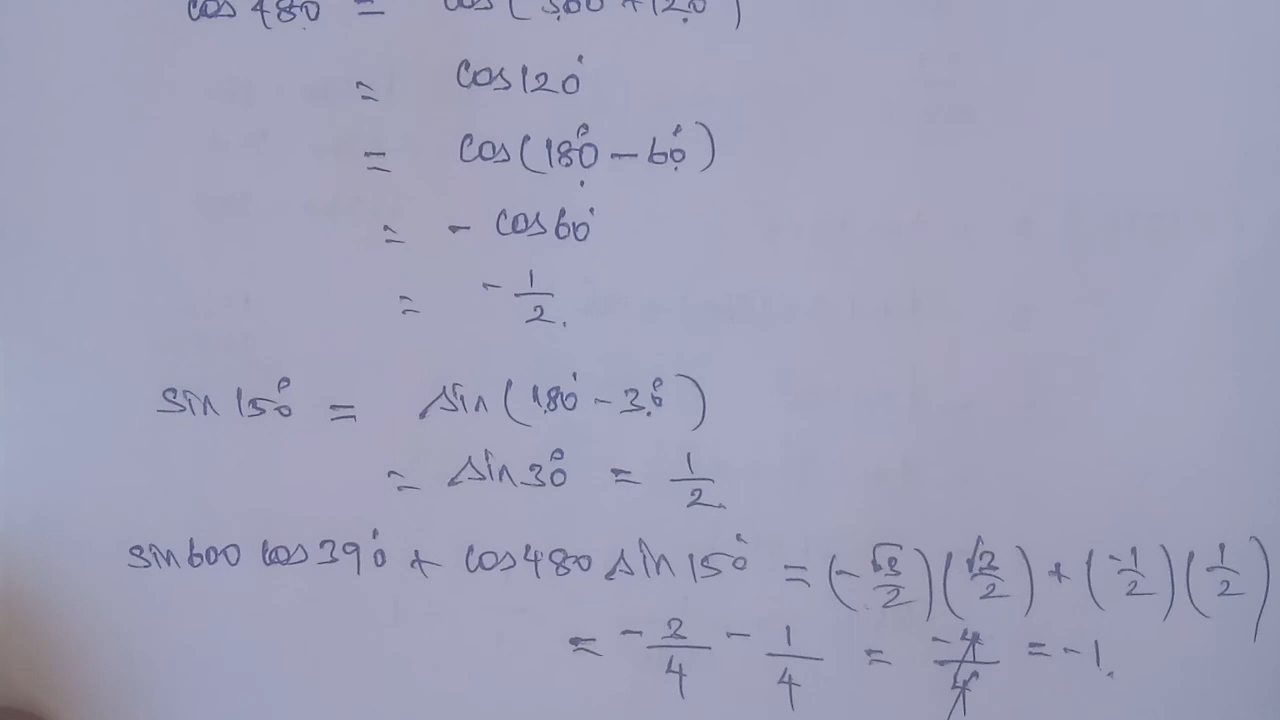 cos 480 = cos (360 + 120)
= cos 120°
= cos (180° - 60°)
= - cos 60°
= - 1/2.
sin 150° = sin (180° - 30°)
= sin 30° = 1/2.
sin 600 cos 390° + cos 480 sin 150° = (- √3/2) (√3/2) + (-1/2) (1/2)
= - 3/4 - 1/4 = -4/4 = -1.